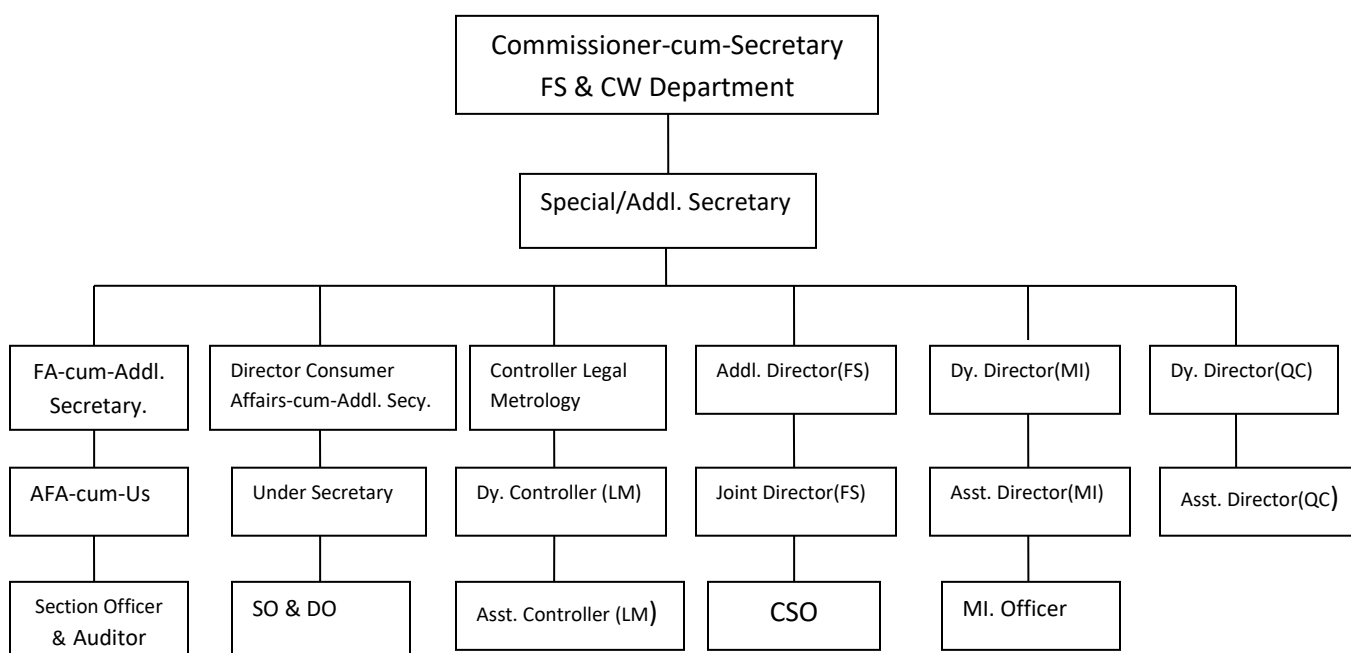 Commissioner-cum-Secretary
FS & CW Department
Special/Addl. Secretary
FA-cum-Addl.
Secretary.
Director Consumer
Affairs-cum-Addl. Secy.
Controller Legal
Metrology
Addl. Director(FS)
Dy. Director(MI)
Dy. Director(QC)
AFA-cum-Us
Under Secretary
Dy. Controller (LM)
Joint Director(FS)
Asst. Director(MI)
Asst. Director(QC)
Section Officer
& Auditor
SO & DO
Asst. Controller (LM)
CSO
MI. Officer